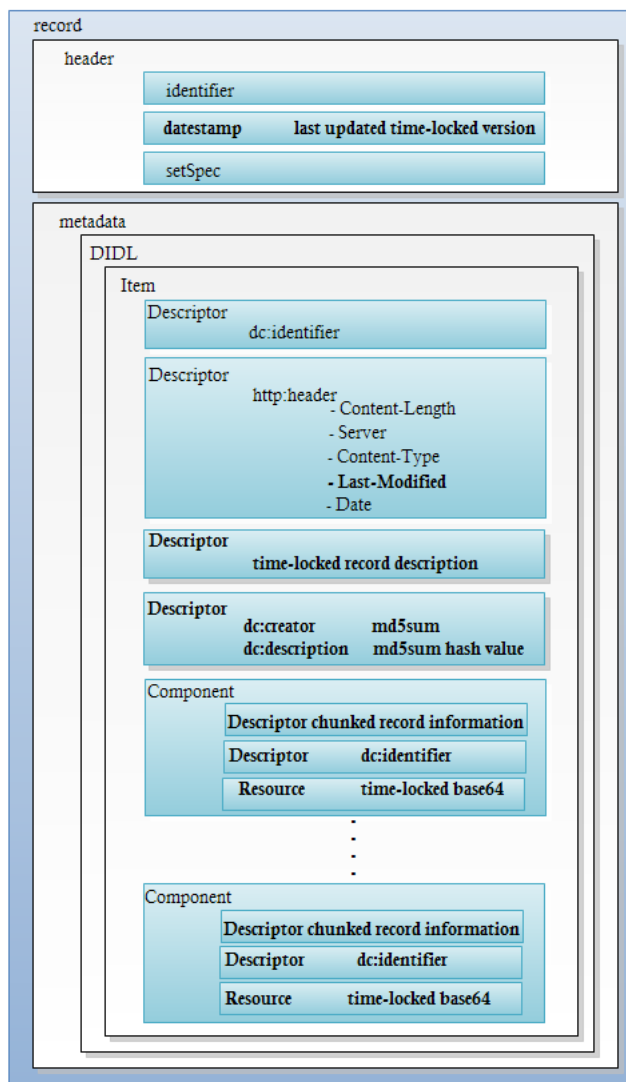 record
header
identifier
datestamp last updated time-locked version
setSpec
metadata
DIDL
Item
Descriptor
dc:identifier
Descriptor
http:header
- Content-Length
- Server
- Content-Type
- Last-Modified
- Date
Descriptor
time-locked record description
Descriptor
dc:creator md5sum
dc:description md5sum hash value
Component
Descriptor chunked record information
Descriptor dc:identifier
Resource time-locked base64
Component
Descriptor chunked record information
Descriptor dc:identifier
Resource time-locked base64